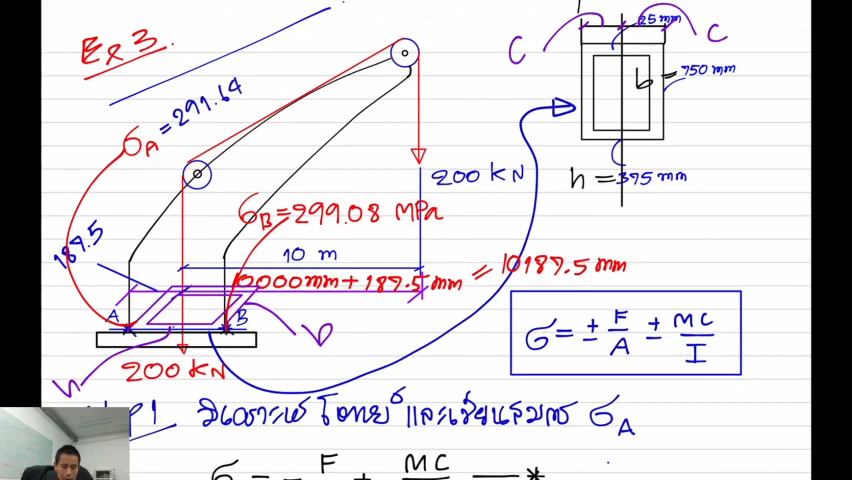 Ex 3
25 mm
C
C
b = 750 mm
σA = 291.64
200 kN
h = 375 mm
σB = 299.08 MPa
187.5
10 m
10000mm + 187.5 mm = 10187.5 mm
A
B
b
h
200 kN
σ = ± F/A ± MC/I
วิเคราะห์โจทย์และเขียนสมการ σA
σ = - F + MC — *